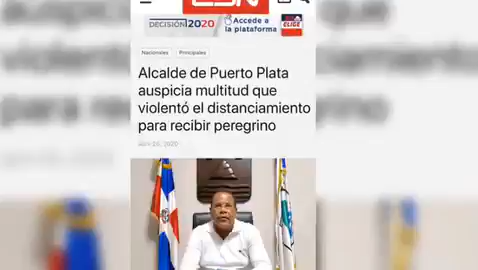 DECISIÓN2020
Accede a
la plataforma
ELIGE
Nacionales
Principales
Alcalde de Puerto Plata
auspicia multitud que
violentó el distanciamiento
para recibir peregrino